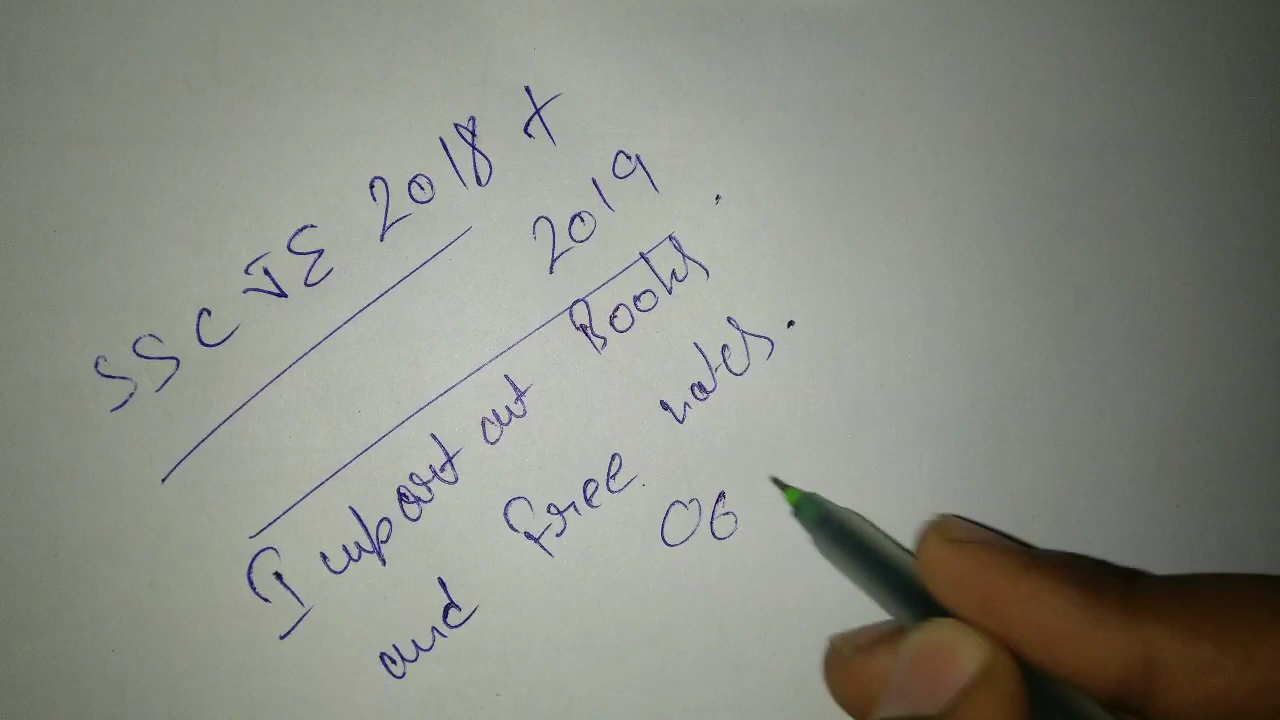 SSC JE 2018 +
2019
Important Books
and free notes.
06